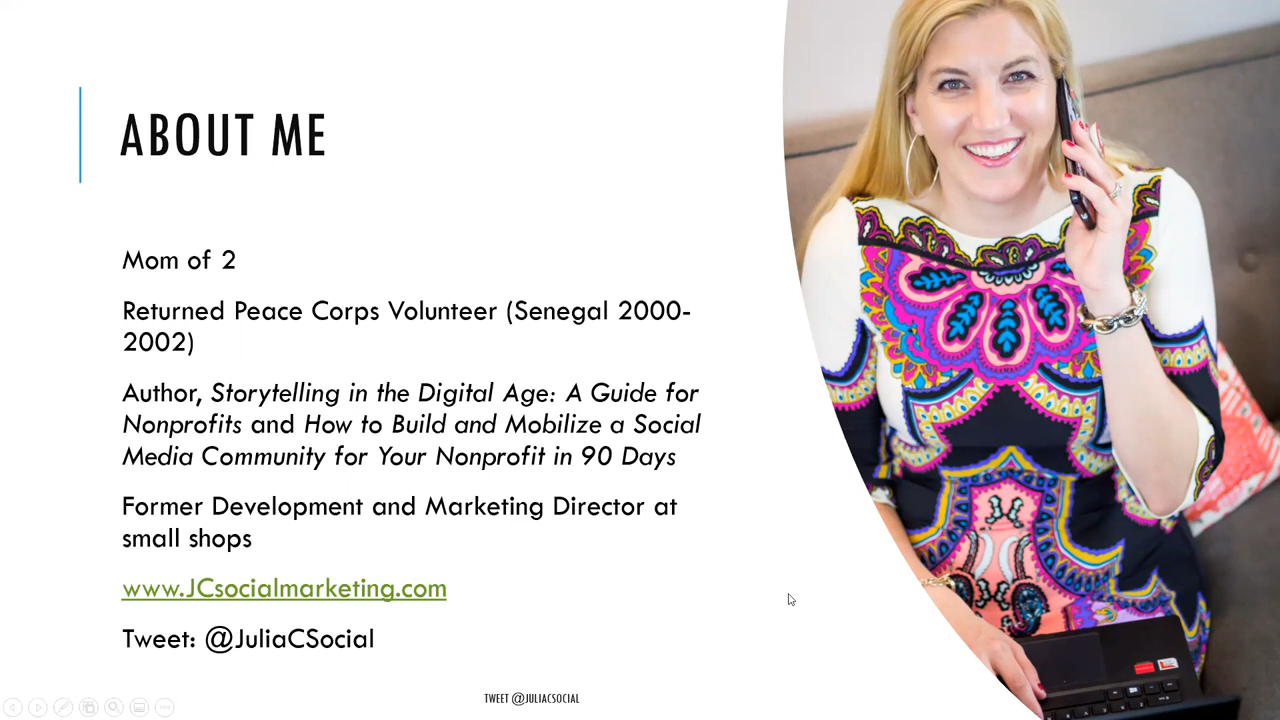 ABOUT ME
Mom of 2
Returned Peace Corps Volunteer (Senegal 2000-
2002)
Author, Storytelling in the Digital Age: A Guide for
Nonprofits and How to Build and Mobilize a Social
Media Community for Your Nonprofit in 90 Days
Former Development and Marketing Director at
small shops
www.JCsocialmarketing.com
Tweet: @JuliaCSocial
TWEET @JULIACSOCIAL